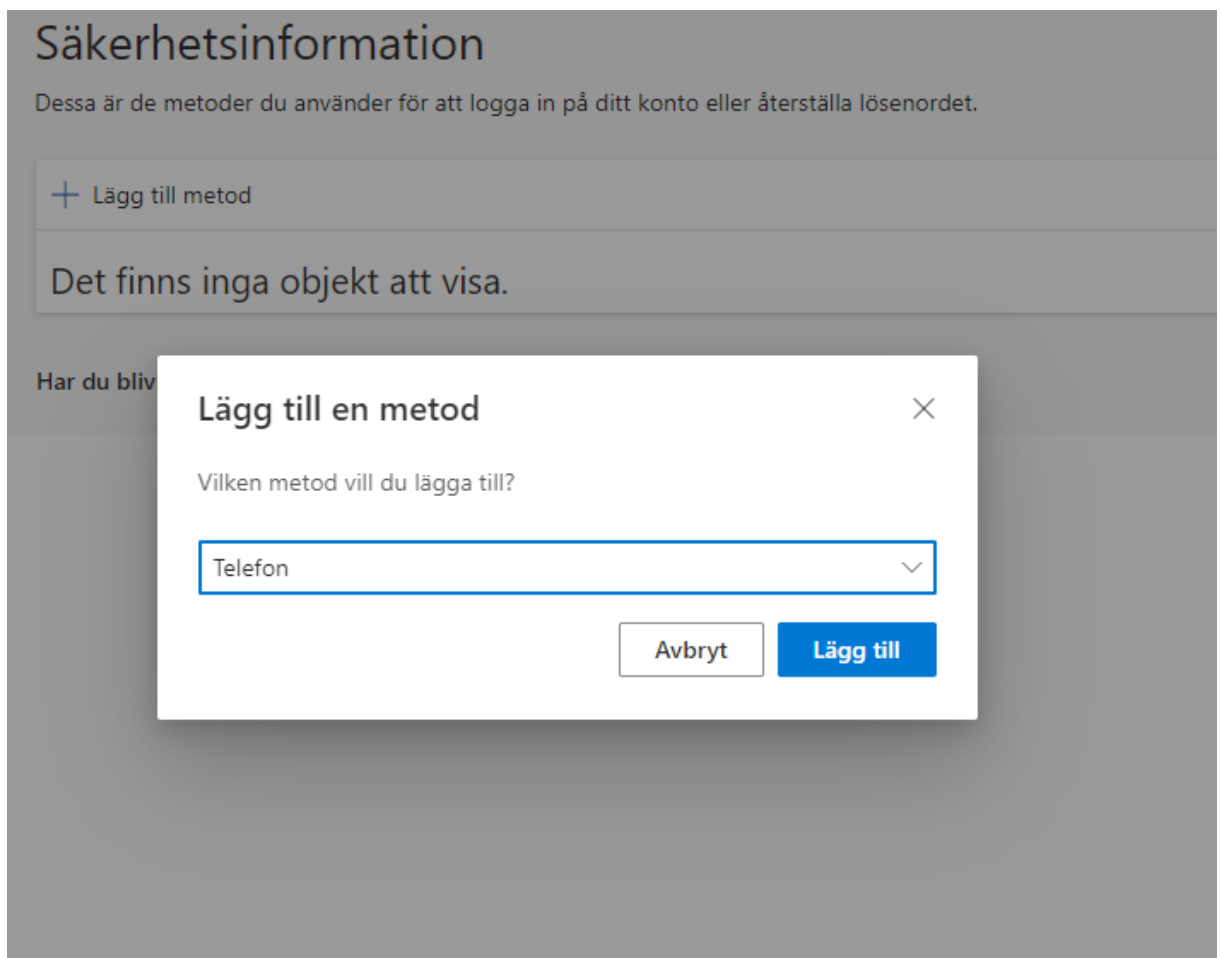 Säkerhetsinformation
Dessa är de metoder du använder för att logga in på ditt konto eller återställa lösenordet.
Lägg till metod
Det finns inga objekt att visa.
Har du bliv
Lägg till en metod
Vilken metod vill du lägga till?
Telefon
Avbryt
Lägg till